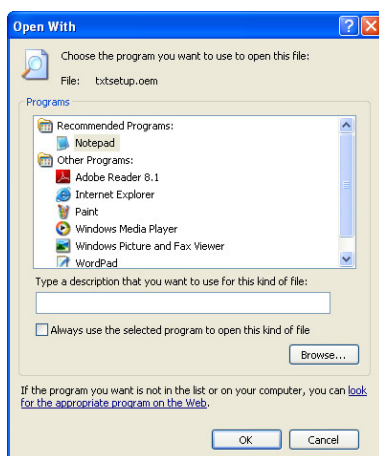 Open With
Choose the program you want to use to open this file:
File: txtsetup.oem
Programs
Recommended Programs:
Notepad
Other Programs:
Adobe Reader 8.1
Internet Explorer
Paint
Windows Media Player
Windows Picture and Fax Viewer
WordPad
Type a description that you want to use for this kind of file:
Always use the selected program to open this kind of file
Browse...
If the program you want is not in the list or on your computer, you can look
for the appropriate program on the Web.
OK Cancel